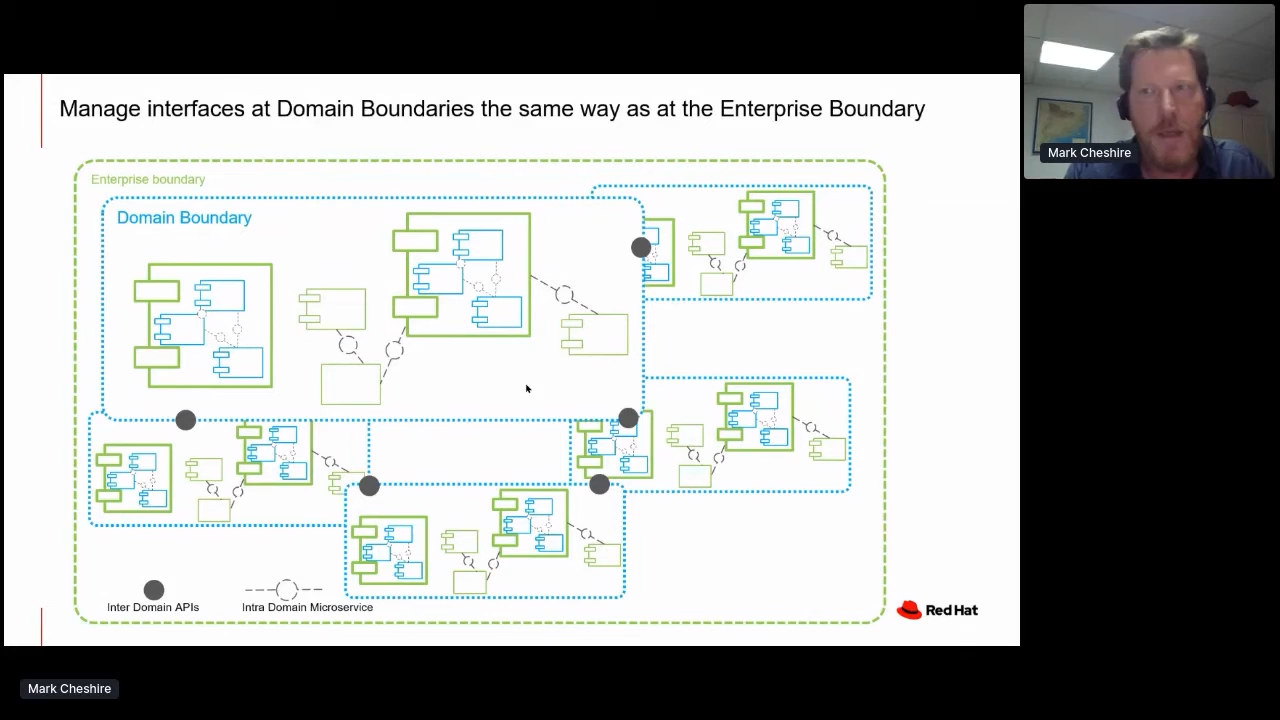 Manage interfaces at Domain Boundaries the same way as at the Enterprise Boundary
Enterprise boundary
Domain Boundary
Inter Domain APIs
Intra Domain Microservice
Red Hat
Mark Cheshire
Mark Cheshire